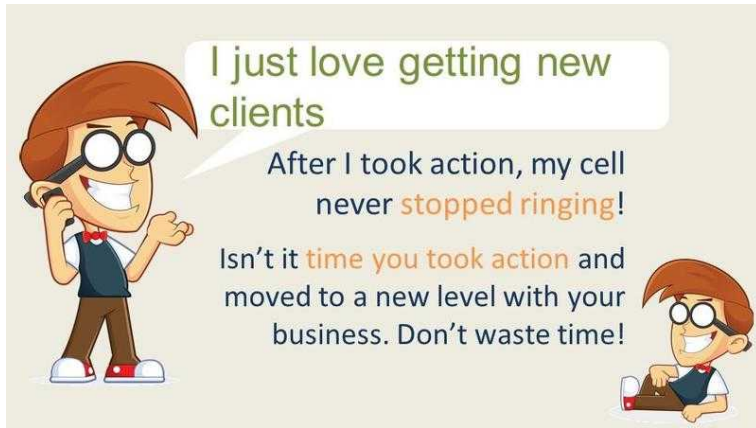 I just love getting new
clients
After I took action, my cell
never stopped ringing!
Isn’t it time you took action and
moved to a new level with your
business. Don’t waste time!